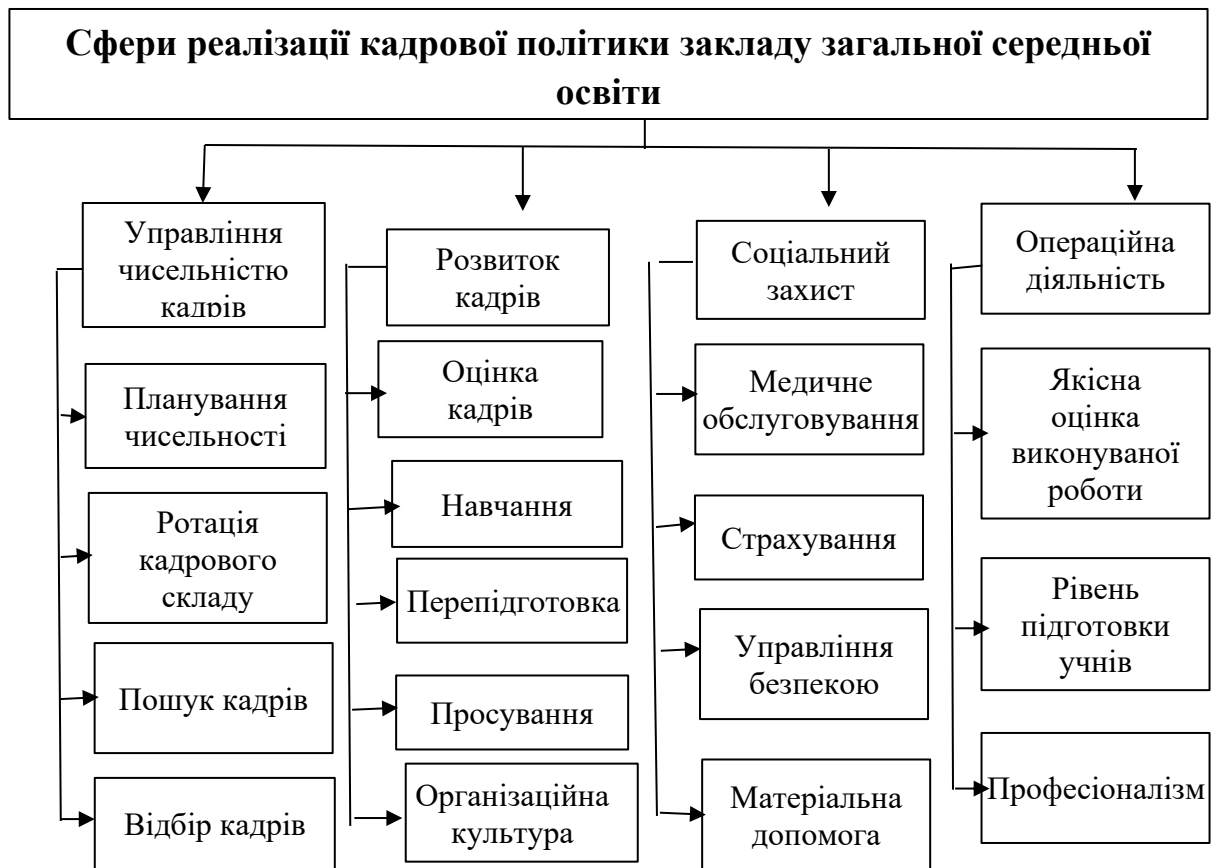 Сфери реалізації кадрової політики закладу загальної середньої
освіти
Управління
чисельністю
кадрів
Планування
чисельності
Ротація
кадрового
складу
Пошук кадрів
Відбір кадрів
Розвиток
кадрів
Оцінка
кадрів
Навчання
Перепідготовка
Просування
Організаційна
культура
Соціальний
захист
Медичне
обслуговування
Страхування
Управління
безпекою
Матеріальна
допомога
Операційна
діяльність
Якісна
оцінка
виконуваної
роботи
Рівень
підготовки
учнів
Професіоналізм